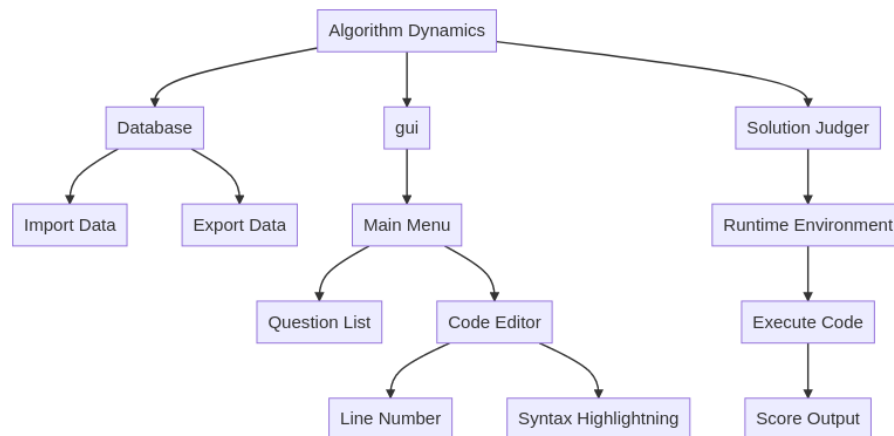 Algorithm Dynamics
Database
gui
Solution Judger
Import Data
Export Data
Main Menu
Runtime Environment
Question List
Code Editor
Execute Code
Line Number
Syntax Highlightning
Score Output